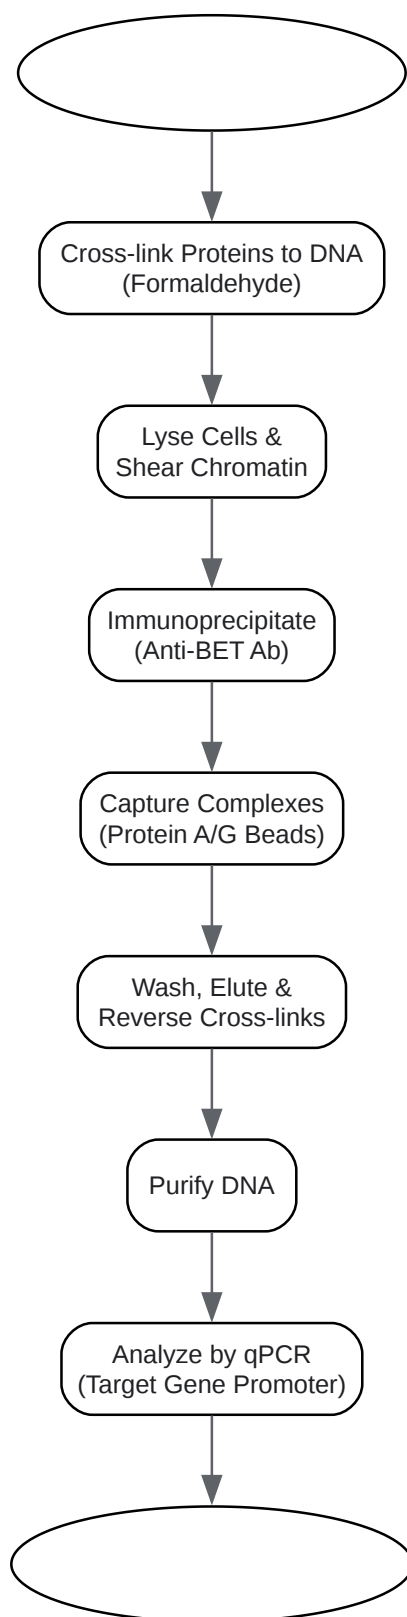 Cross-link Proteins to DNA
(Formaldehyde)
Lyse Cells &
Shear Chromatin
Immunoprecipitate
(Anti-BET Ab)
Capture Complexes
(Protein A/G Beads)
Wash, Elute &
Reverse Cross-links
Purify DNA
Analyze by qPCR
(Target Gene Promoter)